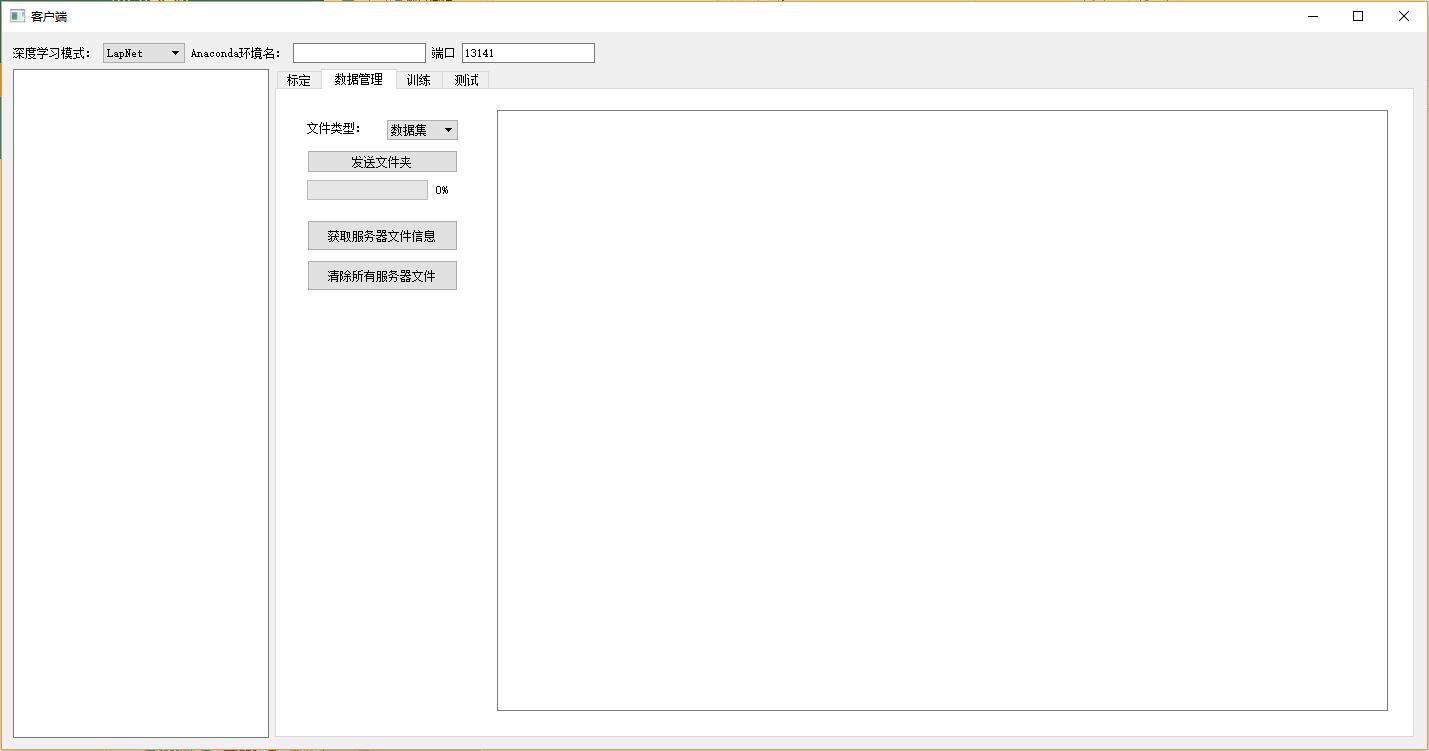 客户端
深度学习模式： LapNet Anaconda环境名： 端口 13141
标定 数据管理 训练 测试
文件类型： 数据集
发送文件夹
0%
获取服务器文件信息
清除所有服务器文件